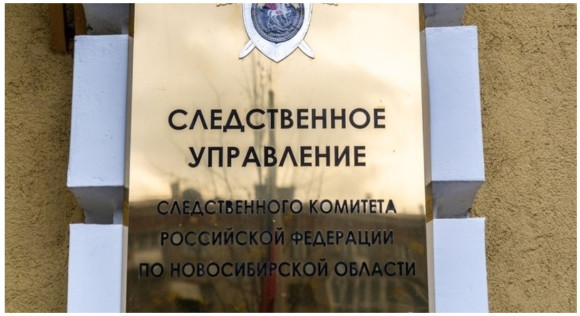 СЛЕДСТВЕННОЕ
УПРАВЛЕНИЕ
СЛЕДСТВЕННОГО КОМИТЕТА
РОССИЙСКОЙ ФЕДЕРАЦИИ
ПО НОВОСИБИРСКОЙ ОБЛАСТИ